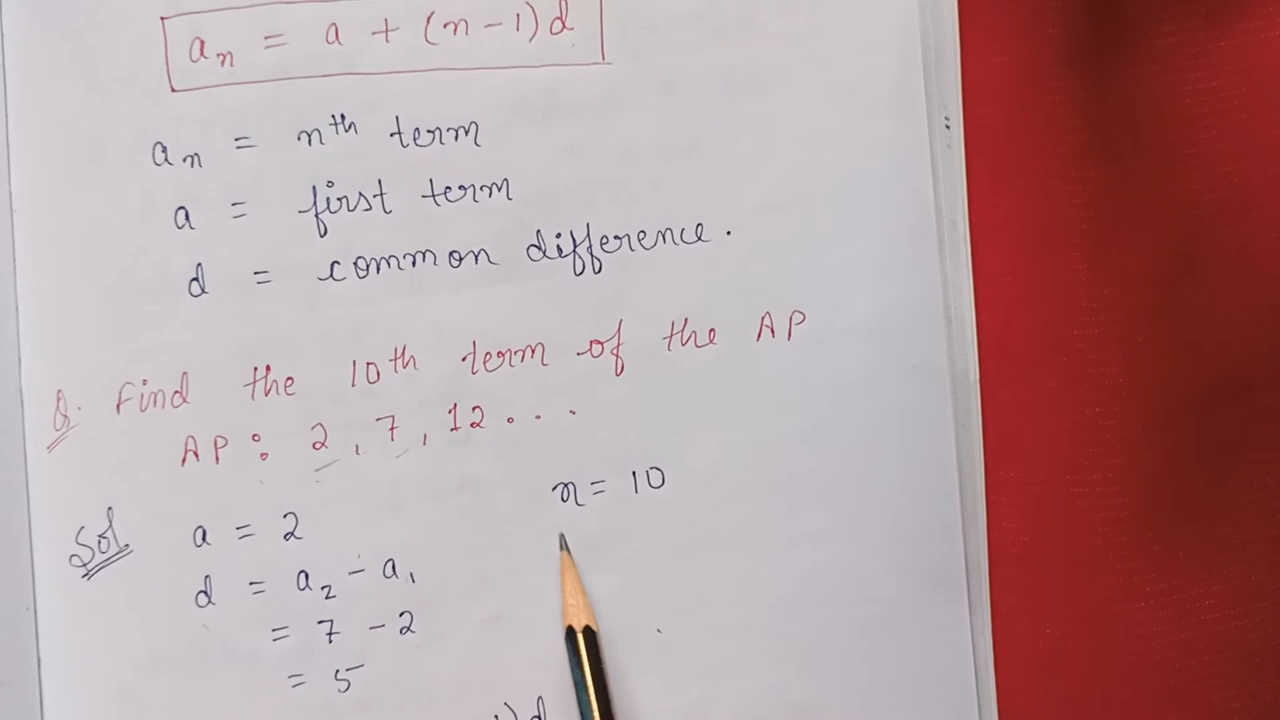 aₙ = a + (n-1)d
aₙ = nᵗʰ term
a = first term
d = common difference.
Q. Find the 10th term of the AP
AP : 2, 7, 12...
Sol a = 2
n = 10
d = a₂ - a₁
= 7 - 2
= 5
)d